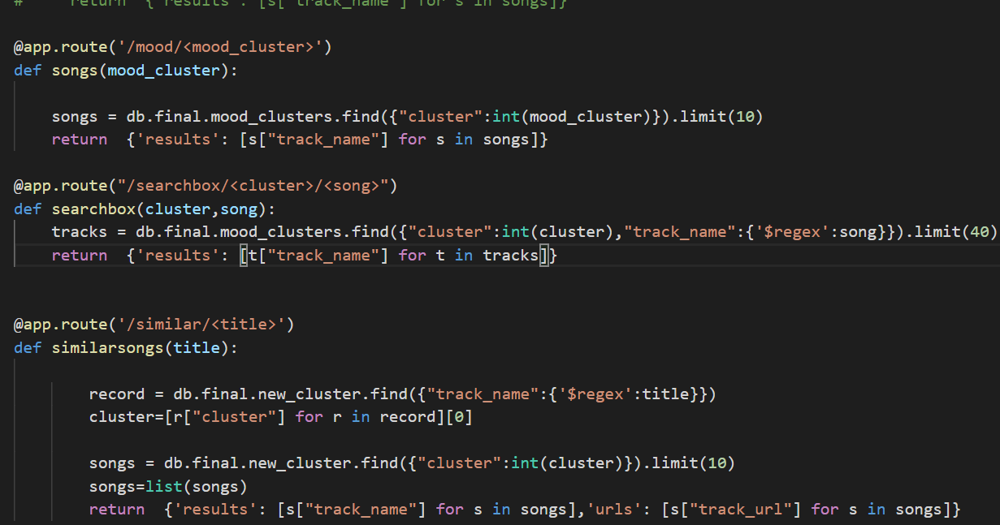 #     return  {'results': [s["track_name"] for s in songs]}
@app.route('/mood/<mood_cluster>')
def songs(mood_cluster):
    songs = db.final.mood_clusters.find({"cluster":int(mood_cluster)}).limit(10)
    return  {'results': [s["track_name"] for s in songs]}
@app.route("/searchbox/<cluster>/<song>")
def searchbox(cluster,song):
    tracks = db.final.mood_clusters.find({"cluster":int(cluster),"track_name":{'$regex':song}}).limit(40)
    return  {'results': [t["track_name"] for t in tracks]}
@app.route('/similar/<title>')
def similarsongs(title):
        record = db.final.new_cluster.find({"track_name":{'$regex':title}})
        cluster=[r["cluster"] for r in record][0]
        songs = db.final.new_cluster.find({"cluster":int(cluster)}).limit(10)
        songs=list(songs)
        return  {'results': [s["track_name"] for s in songs],'urls': [s["track_url"] for s in songs]}